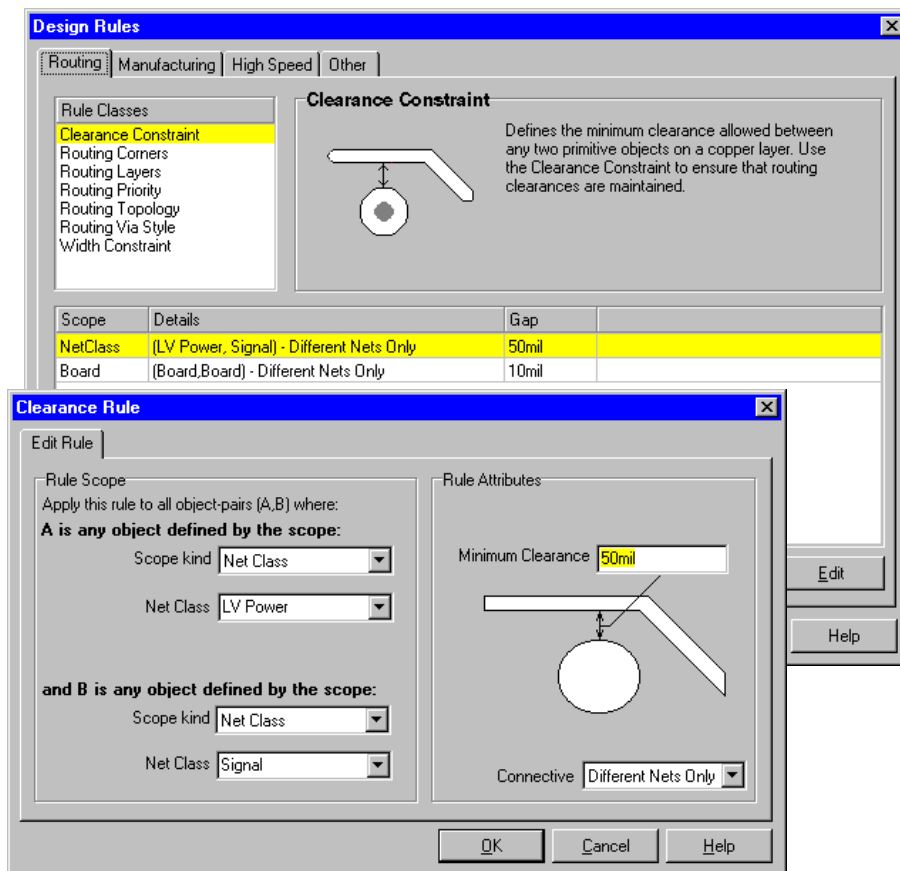 Design Rules
Routing Manufacturing High Speed Other
Rule Classes
Clearance Constraint
Routing Corners
Routing Layers
Routing Priority
Routing Topology
Routing Via Style
Width Constraint
Clearance Constraint
Defines the minimum clearance allowed between
any two primitive objects on a copper layer. Use
the Clearance Constraint to ensure that routing
clearances are maintained.
Scope Details Gap
NetClass (LV Power, Signal) - Different Nets Only 50mil
Board (Board,Board) - Different Nets Only 10mil
Edit
Help
Clearance Rule
Edit Rule
Rule Scope
Apply this rule to all object-pairs (A,B) where:
A is any object defined by the scope:
Scope kind Net Class
Net Class LV Power
and B is any object defined by the scope:
Scope kind Net Class
Net Class Signal
Rule Attributes
Minimum Clearance 50mil
Connective Different Nets Only
OK Cancel Help